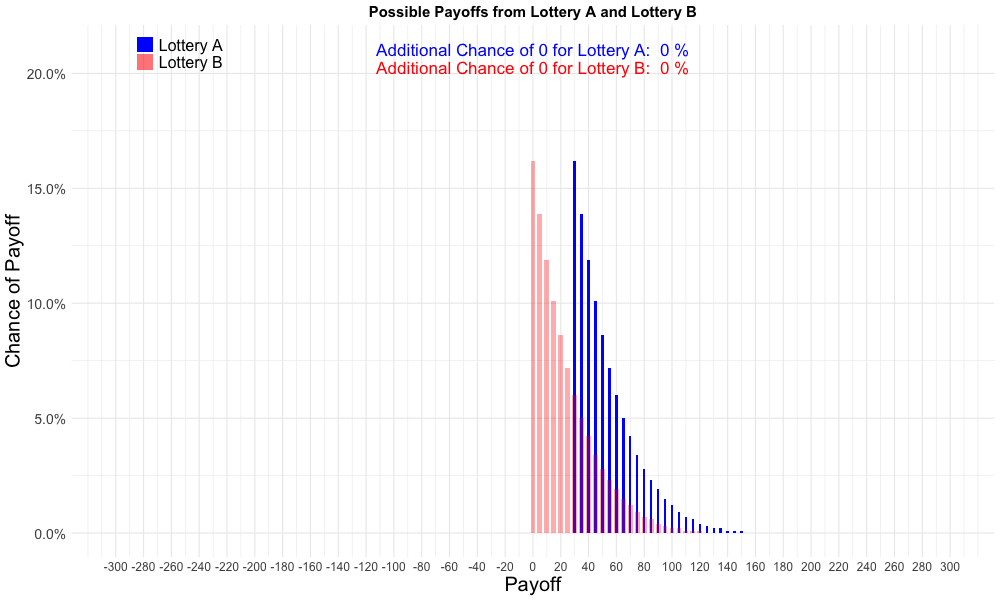 Possible Payoffs from Lottery A and Lottery B
Lottery A
Lottery B
Additional Chance of 0 for Lottery A:  0 %
Additional Chance of 0 for Lottery B:  0 %
Chance of Payoff
20.0%
15.0%
10.0%
5.0%
0.0%
-300 -280 -260 -240 -220 -200 -180 -160 -140 -120 -100 -80 -60 -40 -20 0 20 40 60 80 100 120 140 160 180 200 220 240 260 280 300
Payoff